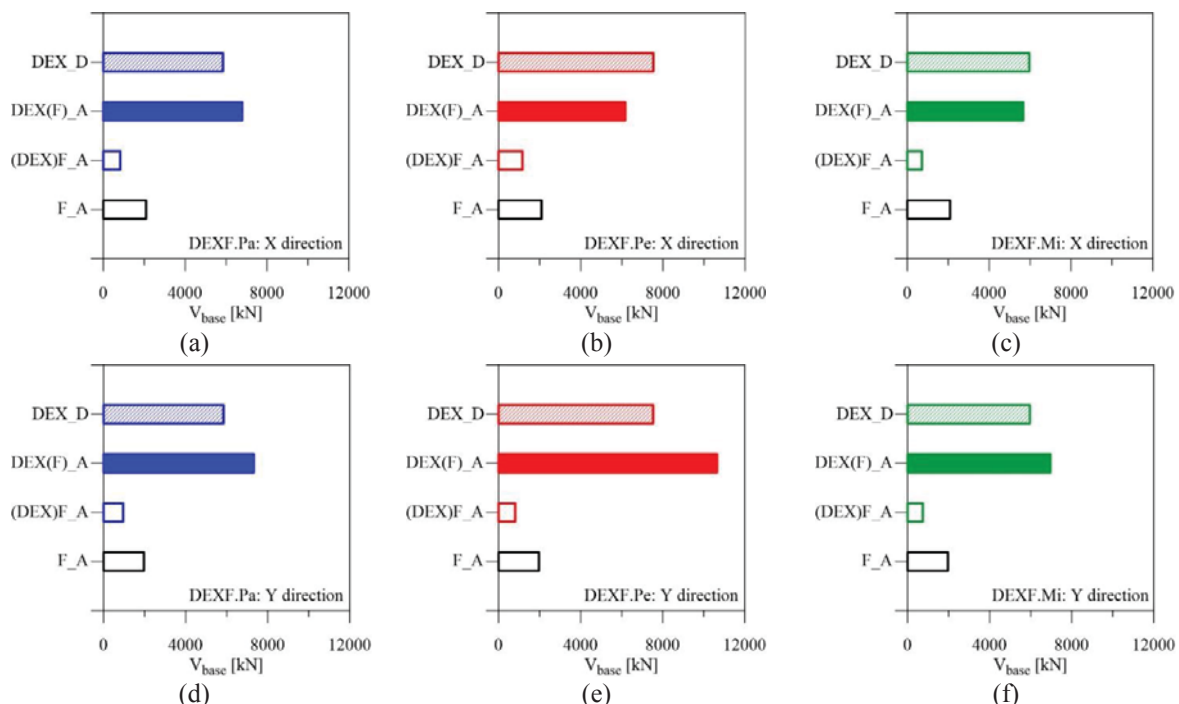 DEX_D
DEX(F)_A
(DEX)F_A
F_A
DEXF.Pa: X direction
0 4000 8000 12000
V_base [kN]
(a)
DEX_D
DEX(F)_A
(DEX)F_A
F_A
DEXF.Pe: X direction
0 4000 8000 12000
V_base [kN]
(b)
DEX_D
DEX(F)_A
(DEX)F_A
F_A
DEXF.Mi: X direction
0 4000 8000 12000
V_base [kN]
(c)
DEX_D
DEX(F)_A
(DEX)F_A
F_A
DEXF.Pa: Y direction
0 4000 8000 12000
V_base [kN]
(d)
DEX_D
DEX(F)_A
(DEX)F_A
F_A
DEXF.Pe: Y direction
0 4000 8000 12000
V_base [kN]
(e)
DEX_D
DEX(F)_A
(DEX)F_A
F_A
DEXF.Mi: Y direction
0 4000 8000 12000
V_base [kN]
(f)